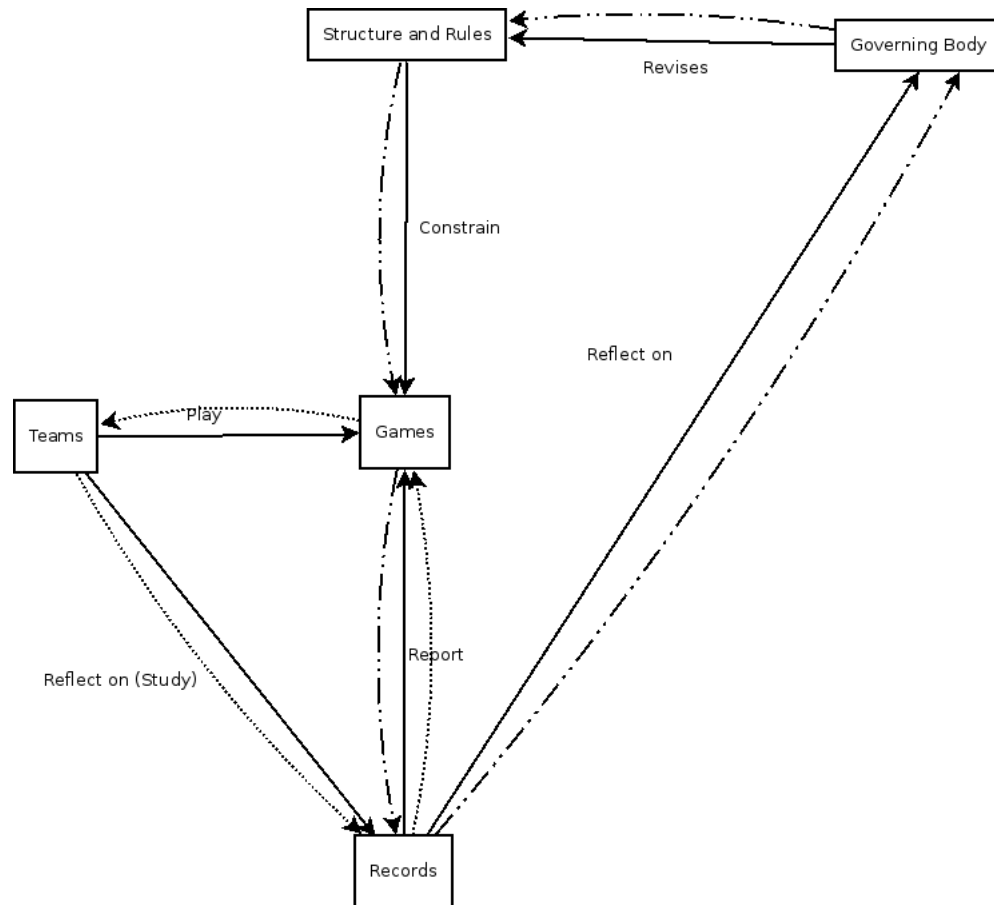 Structure and Rules
Governing Body
Revises
Constrain
Reflect on
Play
Teams
Games
Report
Reflect on (Study)
Records